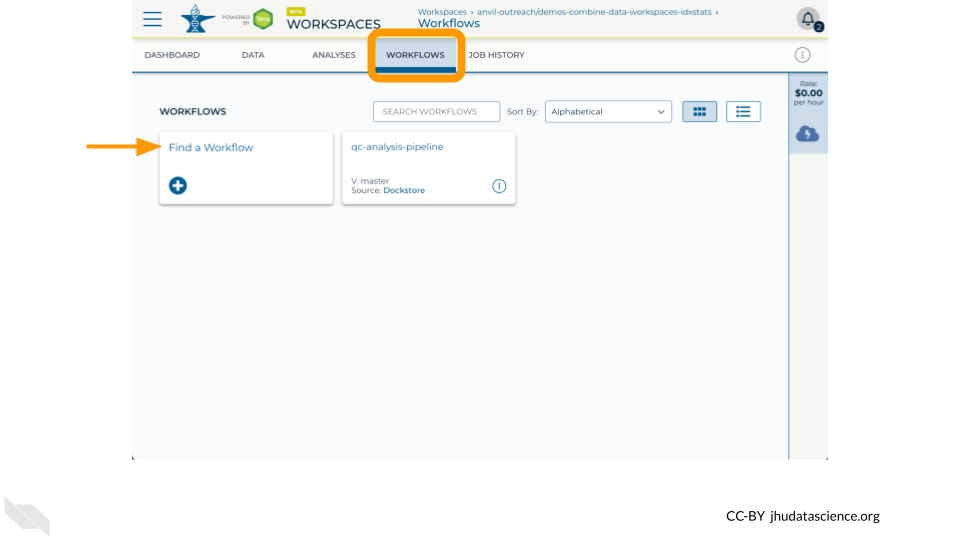 POWERED BY
Terra
BETA
WORKSPACES
Workspaces › anvil-outreach/demos-combine-data-workspaces-idxstats ›
Workflows
2
DASHBOARD DATA ANALYSES WORKFLOWS JOB HISTORY
Rate:
$0.00
per hour
WORKFLOWS SEARCH WORKFLOWS Sort By: Alphabetical
Find a Workflow
qc-analysis-pipeline
V. master
Source: Dockstore
CC-BY jhudatascience.org